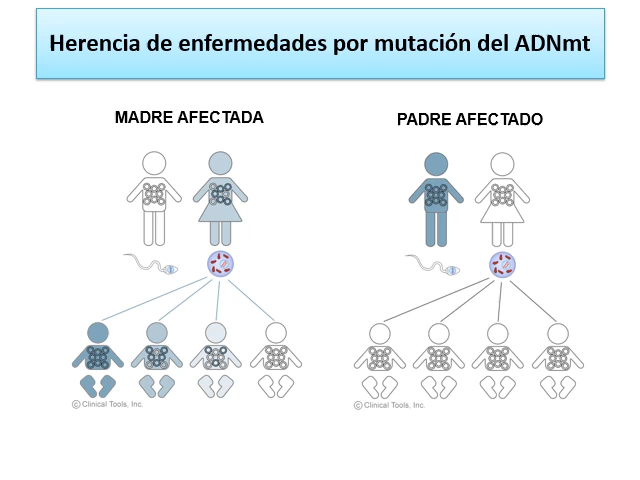 Herencia de enfermedades por mutación del ADNmt
MADRE AFECTADA
PADRE AFECTADO
© Clinical Tools, Inc.
© Clinical Tools, Inc.